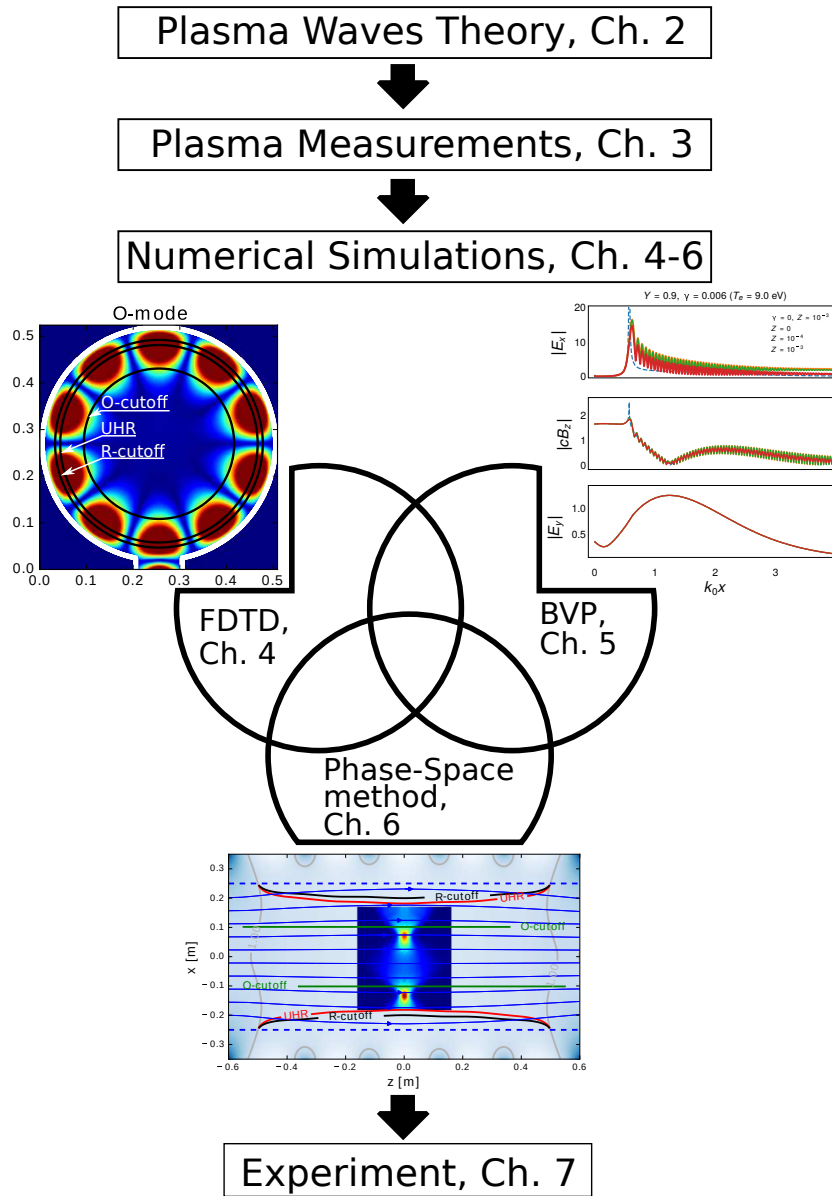 Plasma Waves Theory, Ch. 2
Plasma Measurements, Ch. 3
Numerical Simulations, Ch. 4-6
O-mode
0.5
0.4
0.3
0.2
0.1
0.0
0.0 0.1 0.2 0.3 0.4 0.5
O-cutoff
UHR
R-cutoff
Y = 0.9, γ = 0.006 (Te = 9.0 eV)
γ = 0, Z = 10⁻³
Z = 0
Z = 10⁻⁴
Z = 10⁻³
|Ex|
20
10
0
|cBz|
2
0
|Ey|
1.0
0.5
0 1 2 3
k0x
FDTD,
Ch. 4
BVP,
Ch. 5
Phase-Space
method,
Ch. 6
x [m]
0.3
0.2
0.1
0.0
−0.1
−0.2
−0.3
−0.6 −0.4 −0.2 0.0 0.2 0.4 0.6
z [m]
R-cutoff
UHR
O-cutoff
1.00
1.00
O-cutoff
UHR
R-cutoff
Experiment, Ch. 7